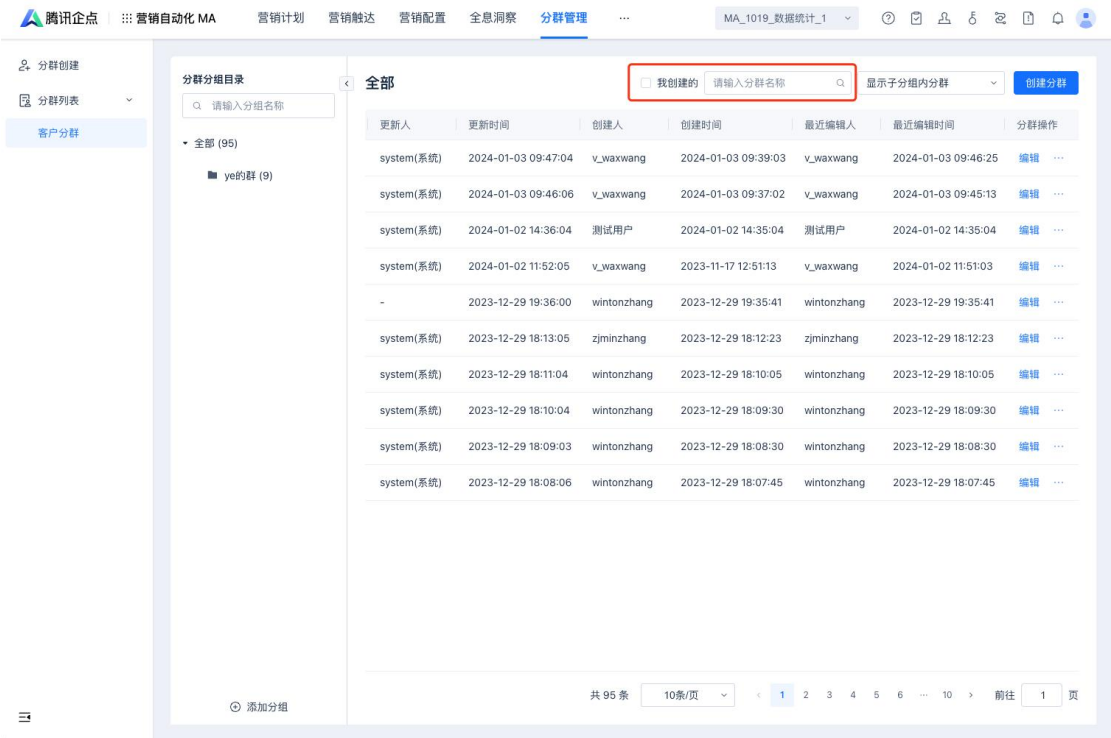 腾讯企点 营销自动化 MA 营销计划 营销触达 营销配置 全息洞察 分群管理 ··· MA_1019_数据统计_1
分群创建
分群列表
客户分群
分群分组目录
请输入分组名称
全部 (95)
ye的群 (9)
添加分组
全部 我创建的 请输入分群名称 显示子分组内分群 创建分群
更新人 更新时间 创建人 创建时间 最近编辑人 最近编辑时间 分群操作
system(系统) 2024-01-03 09:47:04 v_waxwang 2024-01-03 09:39:03 v_waxwang 2024-01-03 09:46:25 编辑 ···
system(系统) 2024-01-03 09:46:06 v_waxwang 2024-01-03 09:37:02 v_waxwang 2024-01-03 09:45:13 编辑 ···
system(系统) 2024-01-02 14:36:04 测试用户 2024-01-02 14:35:04 测试用户 2024-01-02 14:35:04 编辑 ···
system(系统) 2024-01-02 11:52:05 v_waxwang 2023-11-17 12:51:13 v_waxwang 2024-01-02 11:51:03 编辑 ···
- 2023-12-29 19:36:00 wintonzhang 2023-12-29 19:35:41 wintonzhang 2023-12-29 19:35:41 编辑 ···
system(系统) 2023-12-29 18:13:05 zjminzhang 2023-12-29 18:12:23 zjminzhang 2023-12-29 18:12:23 编辑 ···
system(系统) 2023-12-29 18:11:04 wintonzhang 2023-12-29 18:10:05 wintonzhang 2023-12-29 18:10:05 编辑 ···
system(系统) 2023-12-29 18:10:04 wintonzhang 2023-12-29 18:09:30 wintonzhang 2023-12-29 18:09:30 编辑 ···
system(系统) 2023-12-29 18:09:03 wintonzhang 2023-12-29 18:08:30 wintonzhang 2023-12-29 18:08:30 编辑 ···
system(系统) 2023-12-29 18:08:06 wintonzhang 2023-12-29 18:07:45 wintonzhang 2023-12-29 18:07:45 编辑 ···
共 95 条 10条/页 < 1 2 3 4 5 6 ··· 10 > 前往 1 页